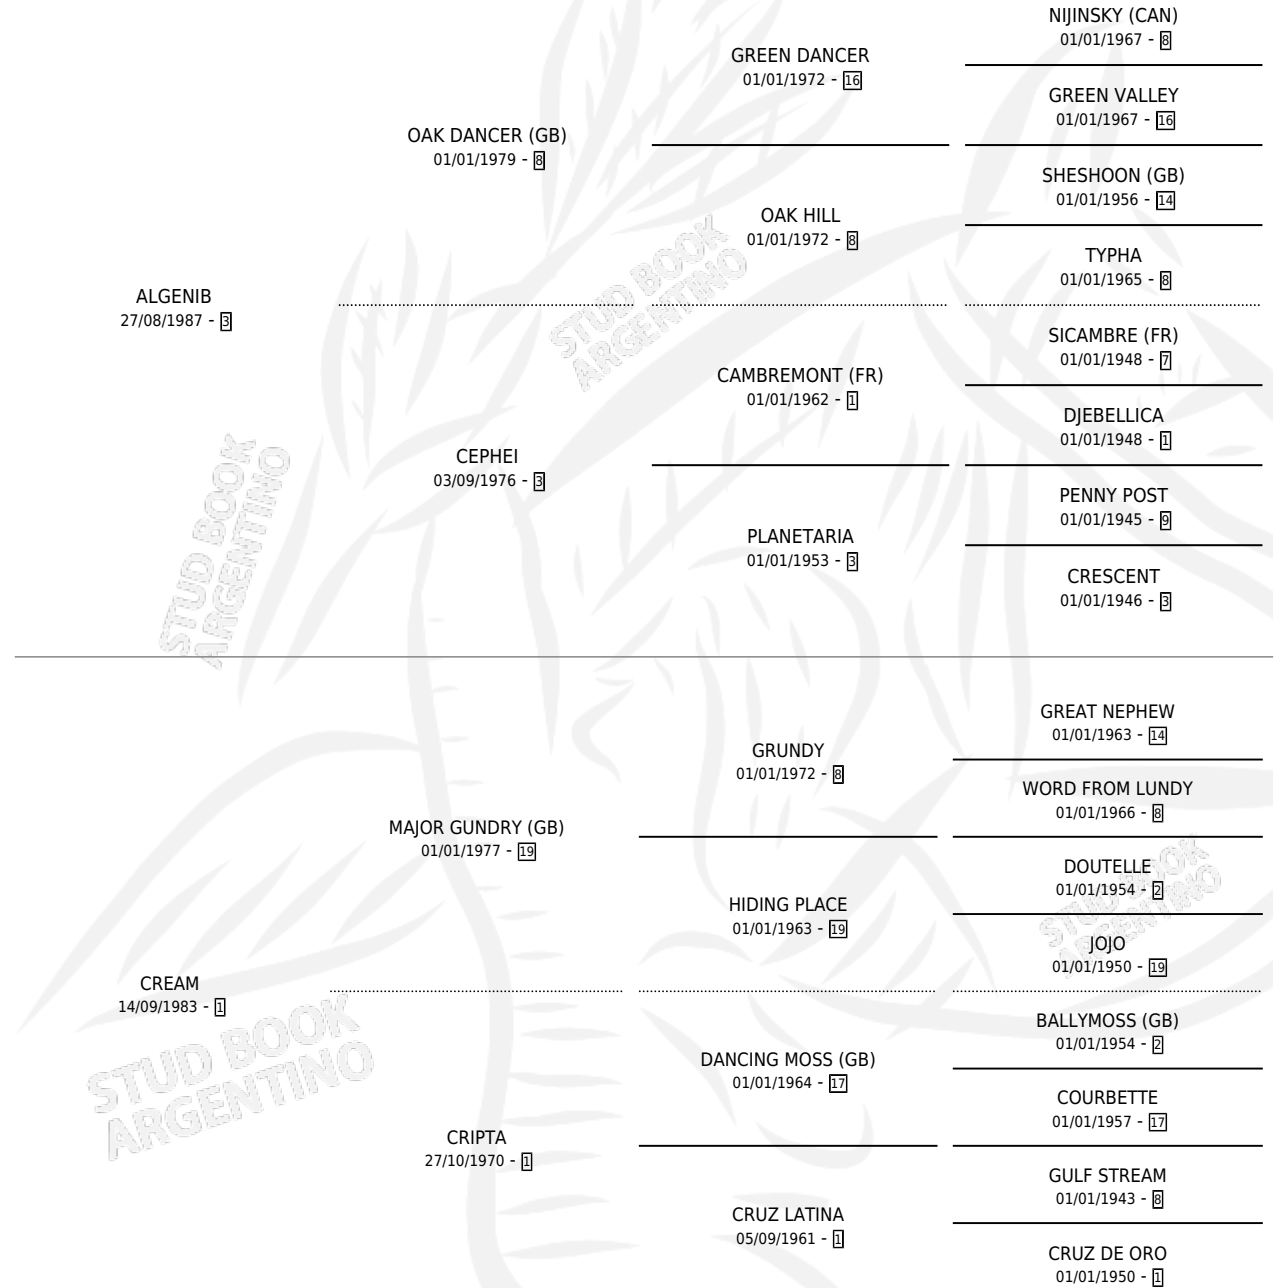 NIJINSKY (CAN)
01/01/1967 - 8
GREEN DANCER
01/01/1972 - 16
GREEN VALLEY
01/01/1967 - 16
OAK DANCER (GB)
01/01/1979 - 8
SHESHOON (GB)
01/01/1956 - 14
OAK HILL
01/01/1972 - 8
TYPHA
01/01/1965 - 8
ALGENIB
27/08/1987 - 3
SICAMBRE (FR)
01/01/1948 - 7
CAMBREMONT (FR)
01/01/1962 - 1
DJEBELLICA
01/01/1948 - 1
CEPHEI
03/09/1976 - 3
PENNY POST
01/01/1945 - 9
PLANETARIA
01/01/1953 - 3
CRESCENT
01/01/1946 - 3
GREAT NEPHEW
01/01/1963 - 14
GRUNDY
01/01/1972 - 8
WORD FROM LUNDY
01/01/1966 - 8
MAJOR GUNDRY (GB)
01/01/1977 - 19
DOUTELLE
01/01/1954 - 2
HIDING PLACE
01/01/1963 - 19
JOJO
01/01/1950 - 19
CREAM
14/09/1983 - 1
BALLYMOSS (GB)
01/01/1954 - 2
DANCING MOSS (GB)
01/01/1964 - 17
COURBETTE
01/01/1957 - 17
CRIPTA
27/10/1970 - 1
GULF STREAM
01/01/1943 - 8
CRUZ LATINA
05/09/1961 - 1
CRUZ DE ORO
01/01/1950 - 1
STUD BOOK
ARGENTINO
STUD BOOK
ARGENTINO
STUD BOOK
ARGENTINO
STUD BOOK
ARGENTINO